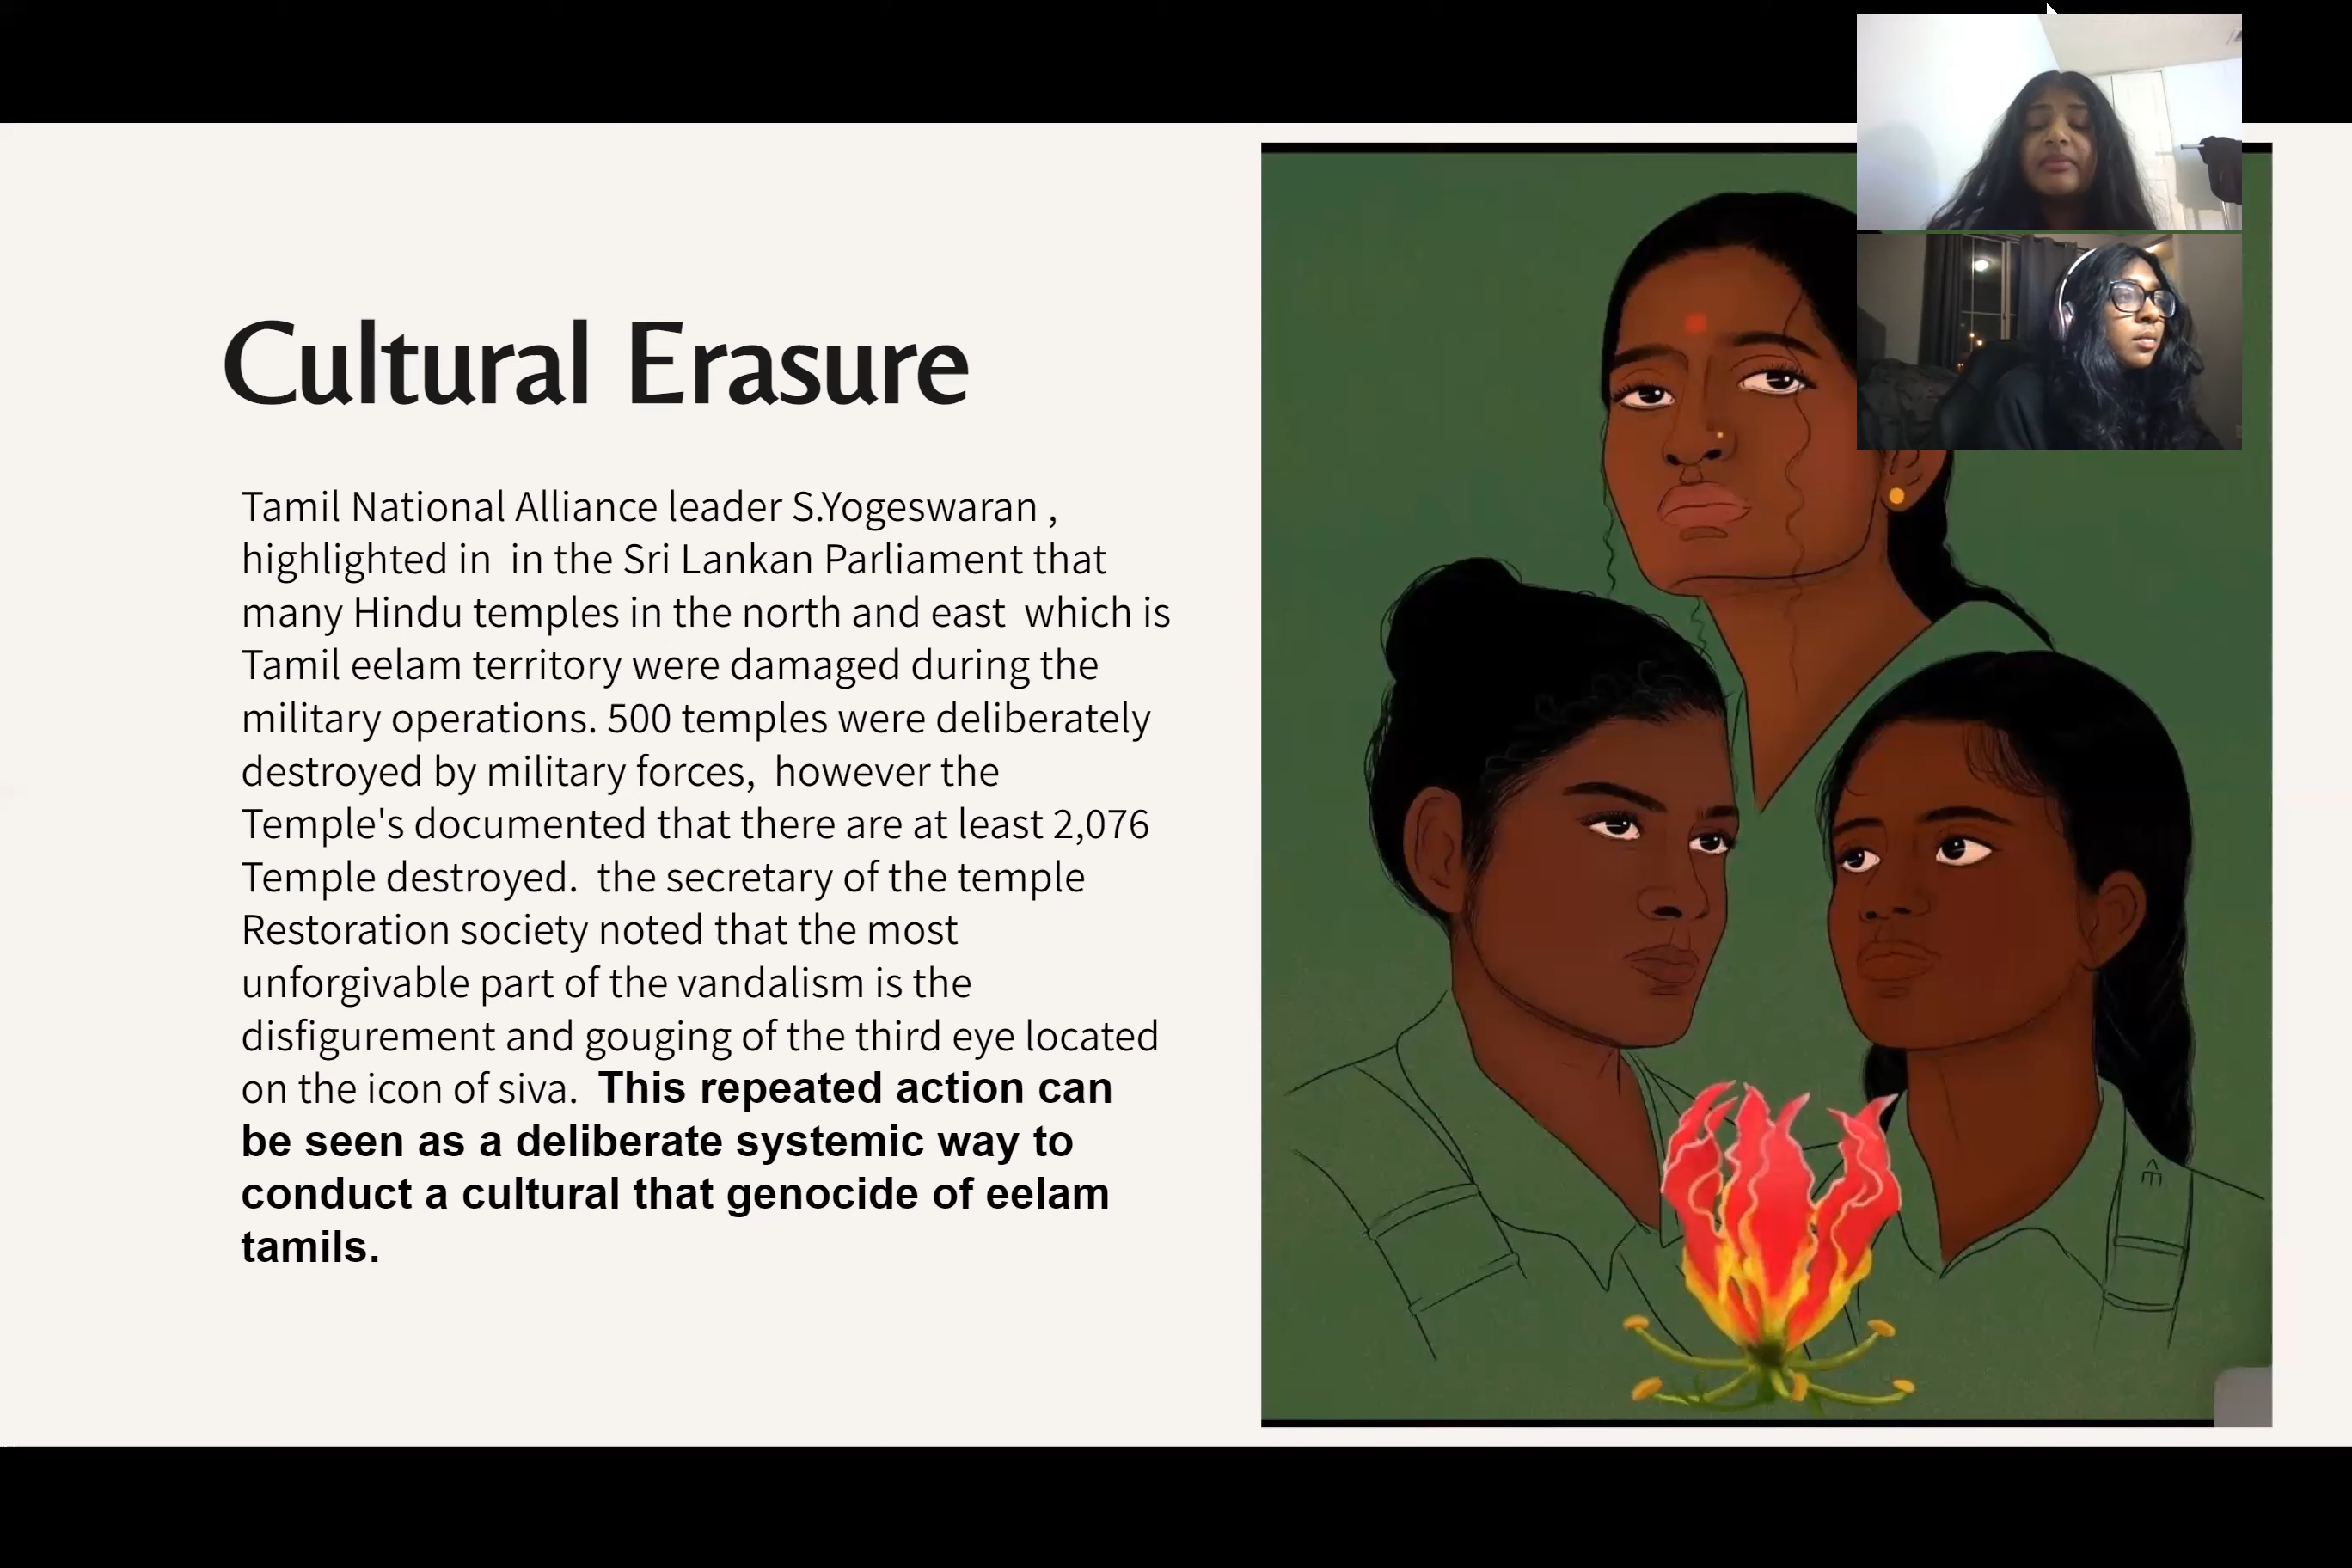 Cultural Erasure
Tamil National Alliance leader S.Yogeswaran ,
highlighted in  in the Sri Lankan Parliament that
many Hindu temples in the north and east  which is
Tamil eelam territory were damaged during the
military operations. 500 temples were deliberately
destroyed by military forces,  however the
Temple's documented that there are at least 2,076
Temple destroyed.  the secretary of the temple
Restoration society noted that the most
unforgivable part of the vandalism is the
disfigurement and gouging of the third eye located
on the icon of siva.  This repeated action can
be seen as a deliberate systemic way to
conduct a cultural that genocide of eelam
tamils.